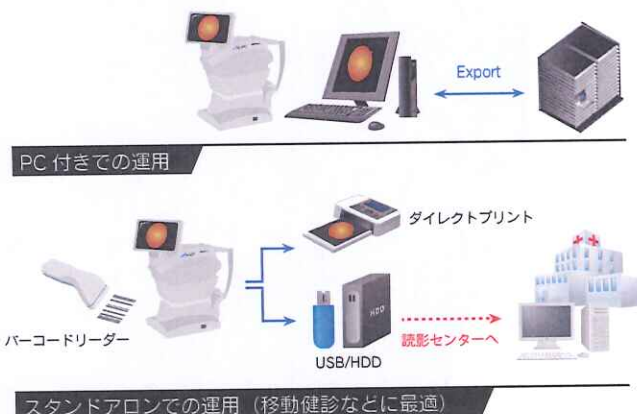 Export
PC 付きでの運用
ダイレクトプリント
バーコードリーダー
HDD
USB/HDD
読影センターへ
スタンドアロンでの運用（移動健診などに最適）